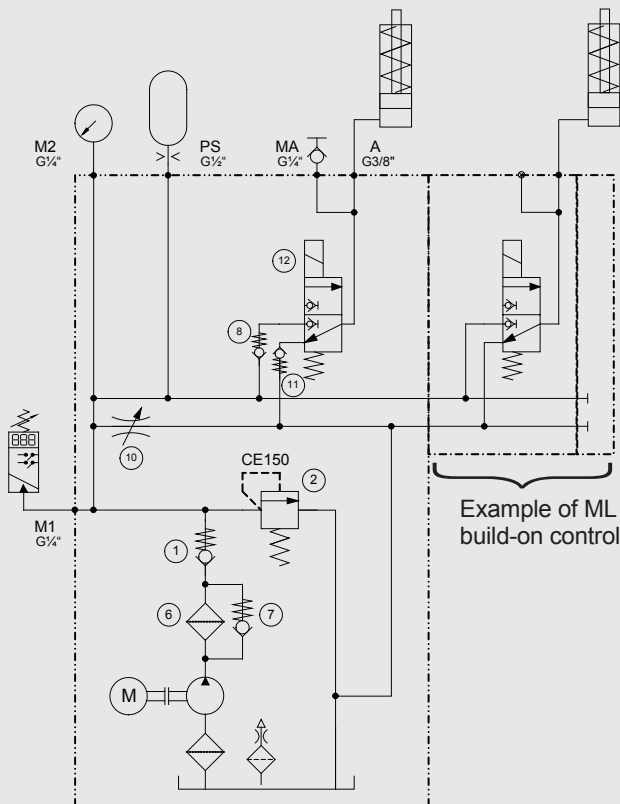 M2
G¼“
PS
G½“
MA
G¼“
A
G3/8"
12
8
11
10
CE150
2
M1
G¼“
1
6
7
M
Example of ML
build-on control